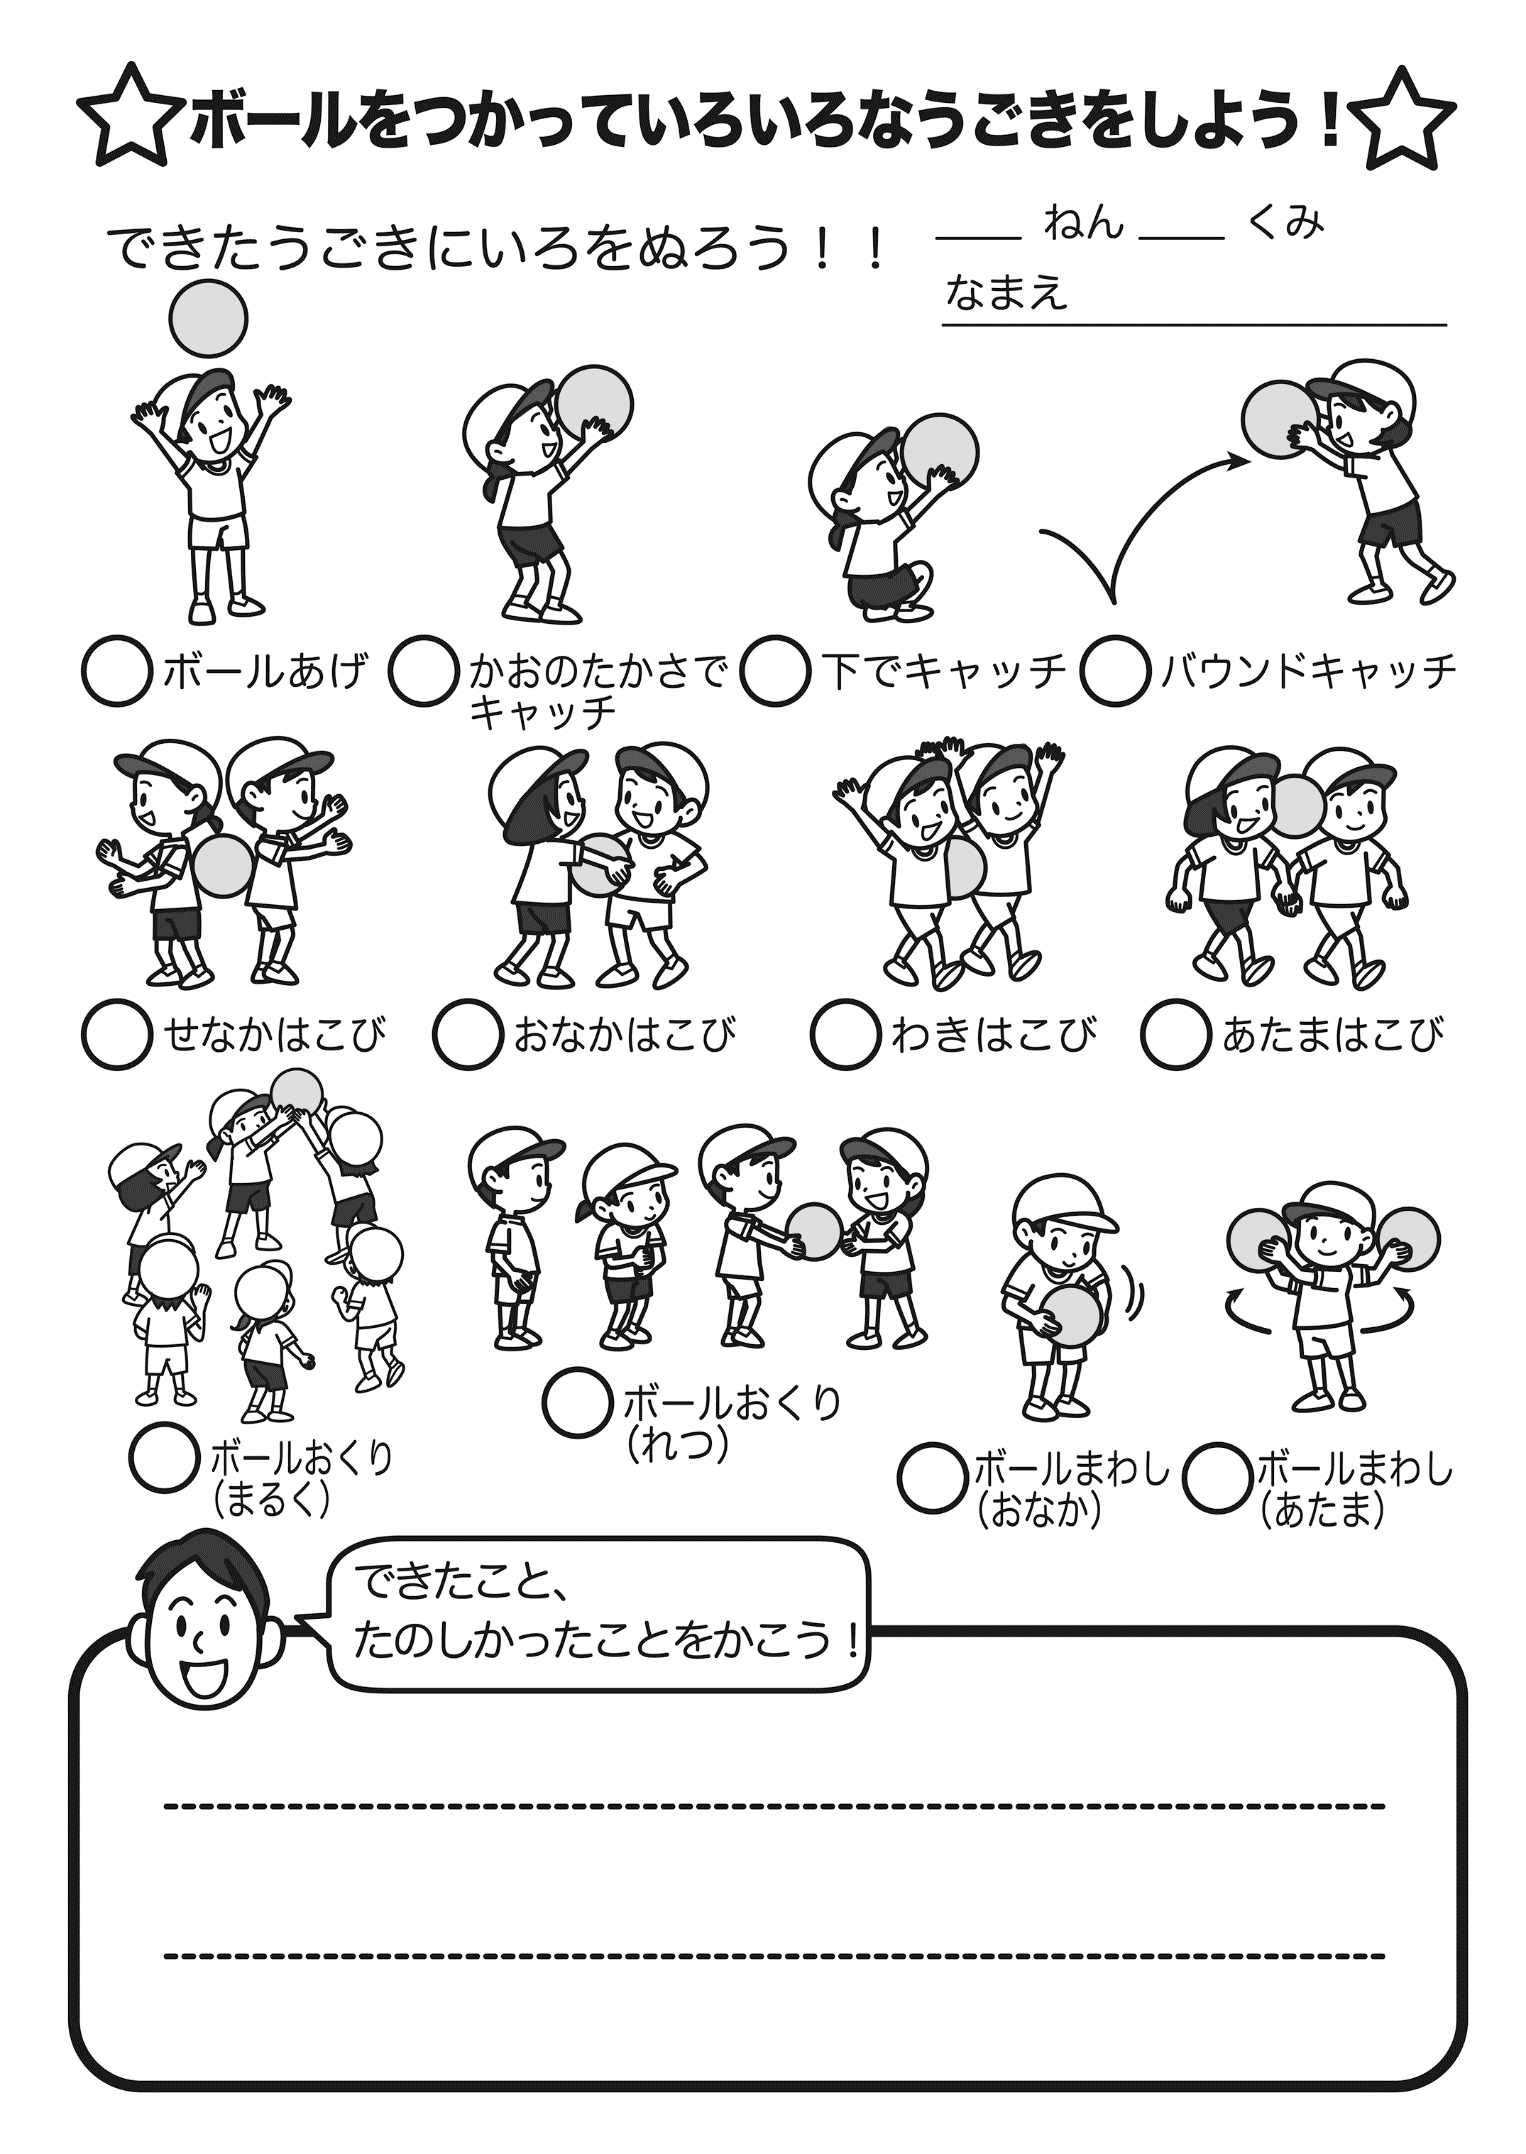 ボールをつかっていろいろなうごきをしよう！
できたうごきにいろをぬろう！！
ねん くみ
なまえ
ボールあげ
かおのたかさで
キャッチ
下でキャッチ
バウンドキャッチ
せなかはこび
おなかはこび
わきはこび
あたまはこび
ボールおくり
（まるく）
ボールおくり
（れつ）
ボールまわし
（おなか）
ボールまわし
（あたま）
できたこと、
たのしかったことをかこう！